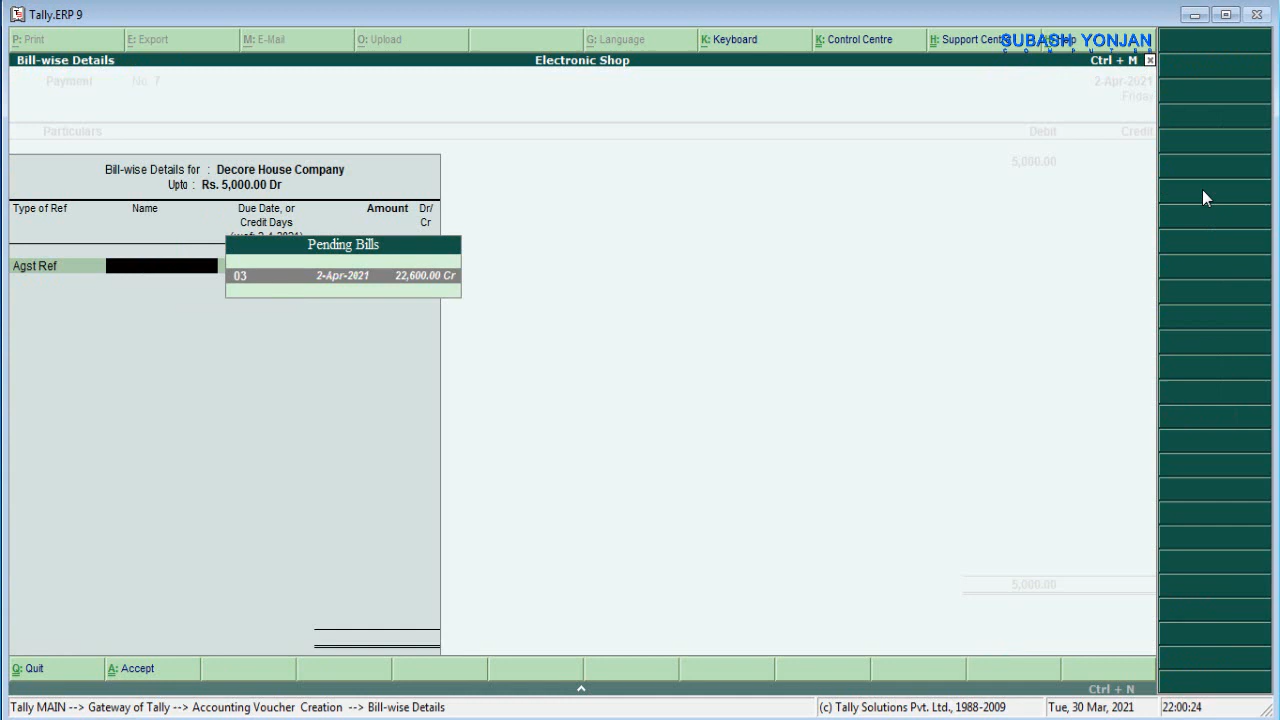 Tally.ERP 9
P: Print
E: Export
M: E-Mail
O: Upload
G: Language
K: Keyboard
K: Control Centre
H: Support Cent
SUBASH YONJAN
COMPUTER
Bill-wise Details
Electronic Shop
Ctrl + M
Payment
No. 7
2-Apr-2021
Friday
Particulars
Debit
Credit
5,000.00
Bill-wise Details for : Decore House Company
Upto : Rs. 5,000.00 Dr
Type of Ref
Name
Due Date, or
Credit Days
Amount
Dr/
Cr
Pending Bills
Agst Ref
03 2-Apr-2021 22,600.00 Cr
5,000.00
Q: Quit
A: Accept
Ctrl + N
Tally MAIN --> Gateway of Tally --> Accounting Voucher Creation --> Bill-wise Details
(c) Tally Solutions Pvt. Ltd., 1988-2009
Tue, 30 Mar, 2021
22:00:24